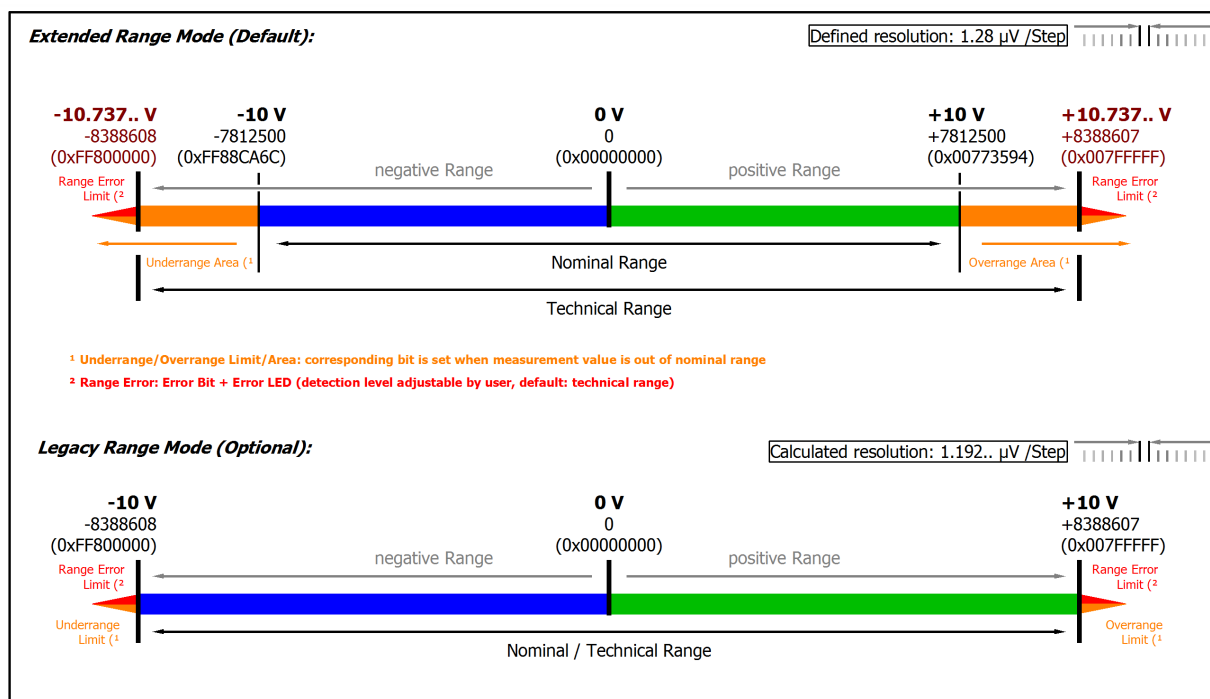 Extended Range Mode (Default):
Defined resolution: 1.28 µV /Step
-10.737.. V
-8388608
(0xFF800000)
-10 V
-7812500
(0xFF88CA6C)
0 V
0
(0x00000000)
+10 V
+7812500
(0x00773594)
+10.737.. V
+8388607
(0x007FFFFF)
negative Range
positive Range
Range Error
Limit (²
Range Error
Limit (²
Underrange Area (¹
Nominal Range
Overrange Area (¹
Technical Range
¹ Underrange/Overrange Limit/Area: corresponding bit is set when measurement value is out of nominal range
² Range Error: Error Bit + Error LED (detection level adjustable by user, default: technical range)
Legacy Range Mode (Optional):
Calculated resolution: 1.192.. µV /Step
-10 V
-8388608
(0xFF800000)
0 V
0
(0x00000000)
+10 V
+8388607
(0x007FFFFF)
negative Range
positive Range
Range Error
Limit (²
Range Error
Limit (²
Underrange
Limit (¹
Overrange
Limit (¹
Nominal / Technical Range